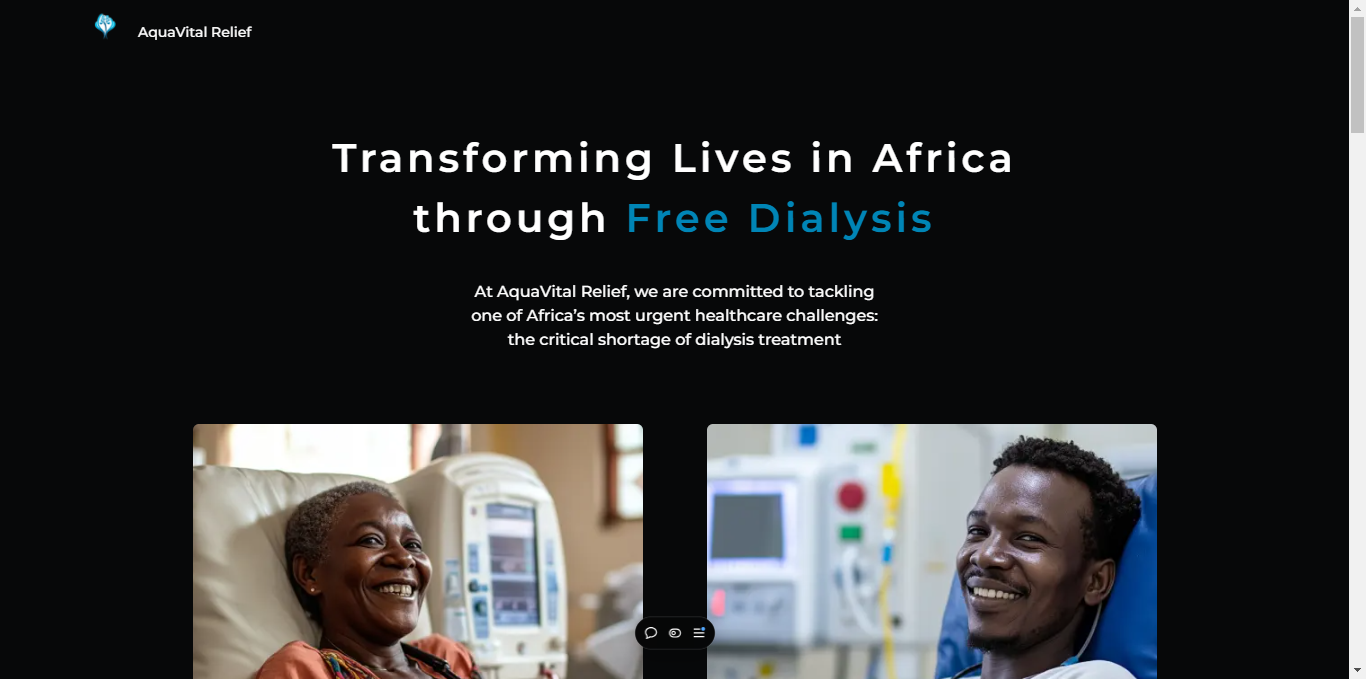 AquaVital Relief
Transforming Lives in Africa
through Free Dialysis
At AquaVital Relief, we are committed to tackling
one of Africa’s most urgent healthcare challenges:
the critical shortage of dialysis treatment